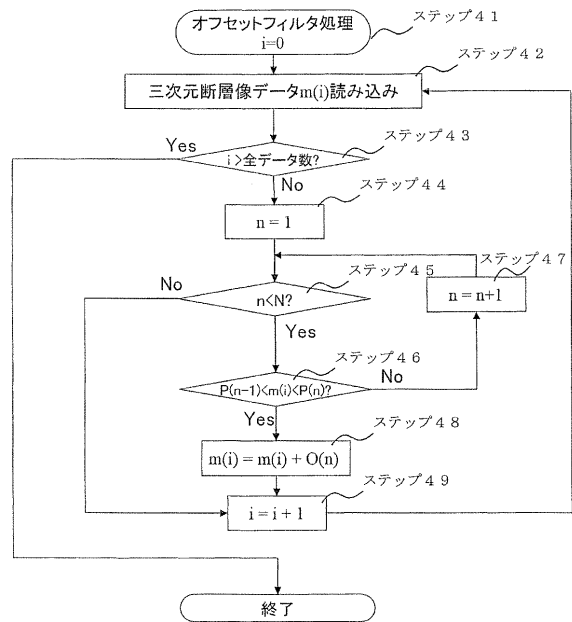 オフセットフィルタ処理
i=0
ステップ４１
ステップ４２
三次元断層像データm(i)読み込み
ステップ４３
Yes
i >全データ数?
No
ステップ４４
n = 1
ステップ４７
ステップ４５
No
n<N?
n = n+1
Yes
ステップ４６
P(n-1)<m(i)<P(n)?
No
Yes
ステップ４８
m(i) = m(i) + O(n)
ステップ４９
i = i + 1
終了